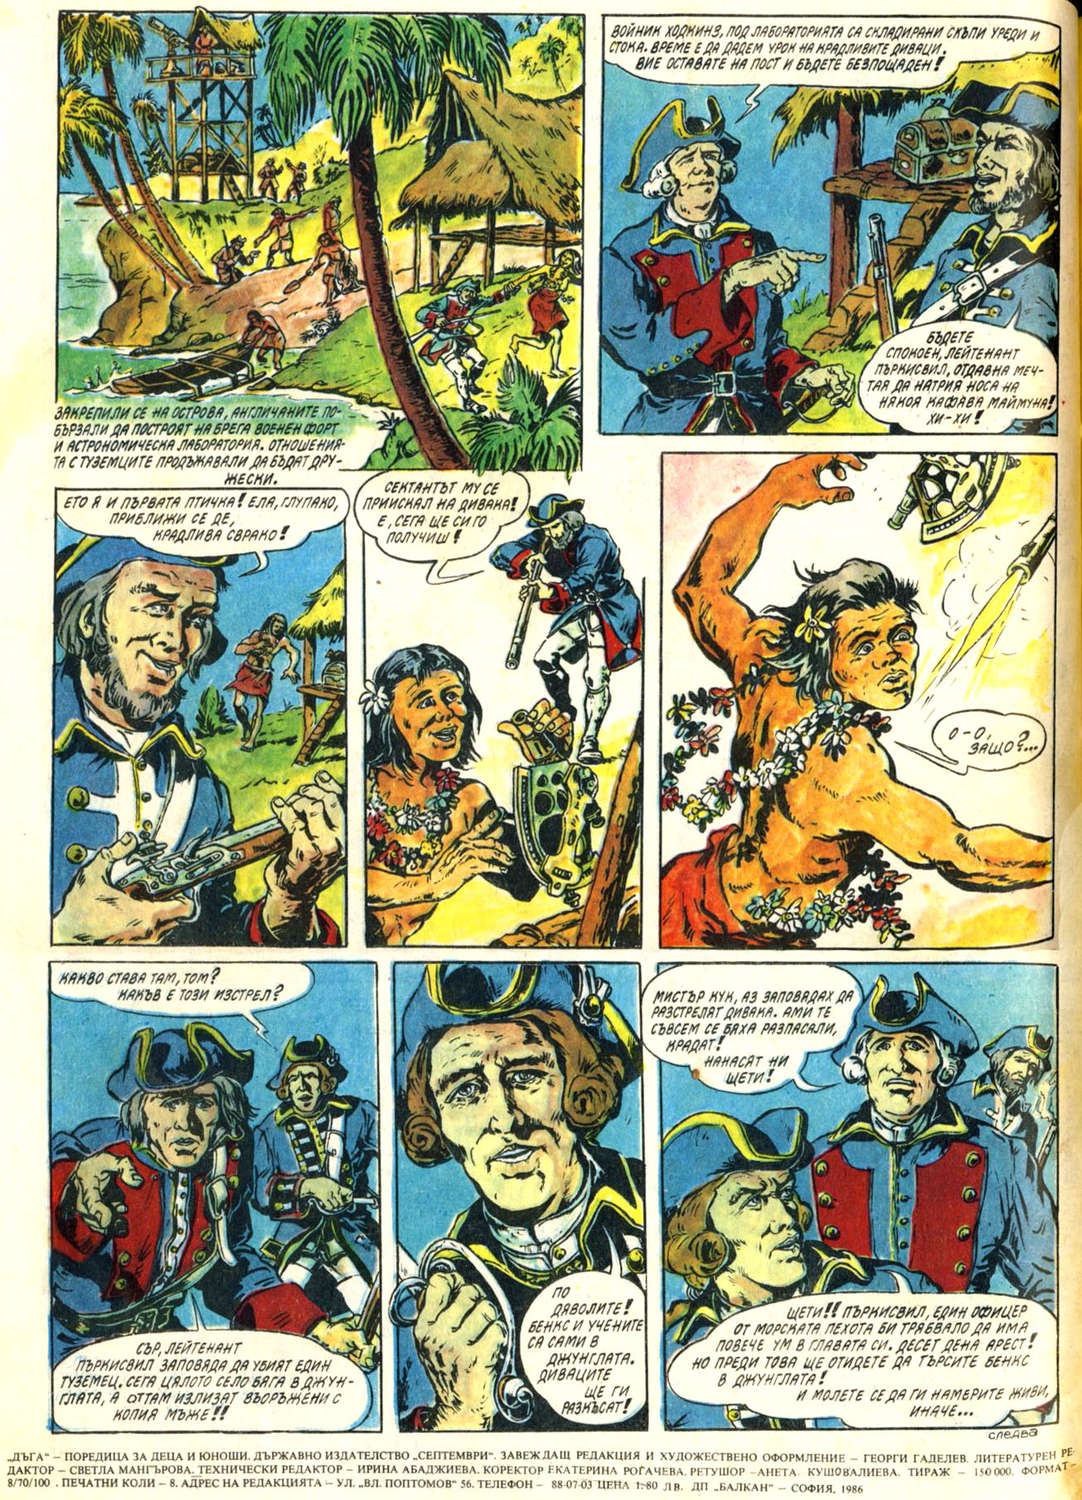 ЗАКРЕПИЛИ СЕ НА ОСТРОВА, АНГЛИЧАНИТЕ ПО-
БЪРЗАЛИ ДА ПОСТРОЯТ НА БРЕГА ВОЕНЕН ФОРТ
И АСТРОНОМИЧЕСКА ЛАБОРАТОРИЯ. ОТНОШЕНИЯ-
ТА С ТУЗЕМЦИТЕ ПРОДЪЛЖАВАЛИ ДА БЪДАТ ДРУ-
ЖЕСКИ.
ВОЙНИК ХОДКИНЗ, ПОД ЛАБОРАТОРИЯТА СА СКЛАДИРАНИ СКЪПИ УРЕДИ И
СТОКА. ВРЕМЕ Е ДА ДАДЕМ УРОК НА КРАДЛИВИТЕ ДИВАЦИ.
ВИЕ ОСТАВАТЕ НА ПОСТ И БЪДЕТЕ БЕЗПОЩАДЕН!
БЪДЕТЕ
СПОКОЕН, ЛЕЙТЕНАНТ
ПЪРКИСВИЛ, ОТДАВНА МЕЧ-
ТАЯ ДА НАТРИЯ НОСА НА
НЯКОЯ КАФЯВА МАЙМУНА!
ХИ-ХИ!
ЕТО Я И ПЪРВАТА ПТИЧКА! ЕЛА, ГЛУПАКО,
ПРИБЛИЖИ СЕ ДЕ,
КРАДЛИВА СВРАКО!
СЕКТАНТЪТ МУ СЕ
ПРИИСКАЛ НА ДИВАКА!
Е, СЕГА ЩЕ СИ ГО
ПОЛУЧИШ!
О-О,
ЗАЩО?...
КАКВО СТАВА ТАМ, ТОМ?
КАКЪВ Е ТОЗИ ИЗСТРЕЛ?
СЪР, ЛЕЙТЕНАНТ
ПЪРКИСВИЛ ЗАПОВЯДА ДА УБИЯТ ЕДИН
ТУЗЕМЕЦ. СЕГА ЦЯЛОТО СЕЛО БЯГА В ДЖУН-
ГЛАТА, А ОТТАМ ИЗЛИЗАТ ВЪОРЪЖЕНИ С
КОПИЯ МЪЖЕ!!
ПО
ДЯВОЛИТЕ!
БЕНКС И УЧЕНИТЕ
СА САМИ В
ДЖУНГЛАТА.
ДИВАЦИТЕ
ЩЕ ГИ
РАЗКЪСАТ!
МИСТЪР КУК, АЗ ЗАПОВЯДАХ ДА
РАЗСТРЕЛЯТ ДИВАКА. АМИ ТЕ
СЪВСЕМ СЕ БЯХА РАЗПАСАЛИ,
КРАДАТ!
НАНАСЯТ НИ
ЩЕТИ!
ЩЕТИ!! ПЪРКИСВИЛ, ЕДИН ОФИЦЕР
ОТ МОРСКАТА ПЕХОТА БИ ТРЯБВАЛО ДА ИМА
ПОВЕЧЕ УМ В ГЛАВАТА СИ. ДЕСЕТ ДЕНА АРЕСТ!
НО ПРЕДИ ТОВА ЩЕ ОТИДЕТЕ ДА ТЪРСИТЕ БЕНКС
В ДЖУНГЛАТА!
И МОЛЕТЕ СЕ ДА ГИ НАМЕРИТЕ ЖИВИ,
ИНАЧЕ...
СЛЕДВА
„ДЪГА“ – ПОРЕДИЦА ЗА ДЕЦА И ЮНОШИ. ДЪРЖАВНО ИЗДАТЕЛСТВО „СЕПТЕМВРИ“. ЗАВЕЖДАЩ РЕДАКЦИЯ И ХУДОЖЕСТВЕНО ОФОРМЛЕНИЕ – ГЕОРГИ ГАДЕЛЕВ. ЛИТЕРАТУРЕН РЕ-
ДАКТОР – СВЕТЛА МАНГЪРОВА. ТЕХНИЧЕСКИ РЕДАКТОР – ИРИНА АБАДЖИЕВА. КОРЕКТОР ЕКАТЕРИНА РОГАЧЕВА. РЕТУШОР – АНЕТА КУШОВАЛИЕВА. ТИРАЖ – 150 000. ФОРМАТ –
8/70/100. ПЕЧАТНИ КОЛИ – 8. АДРЕС НА РЕДАКЦИЯТА – УЛ. „ВЛ. ПОПТОМОВ“ 56. ТЕЛЕФОН – 88-07-03 ЦЕНА 1.80 ЛВ. ДП „БАЛКАН“ – СОФИЯ, 1986